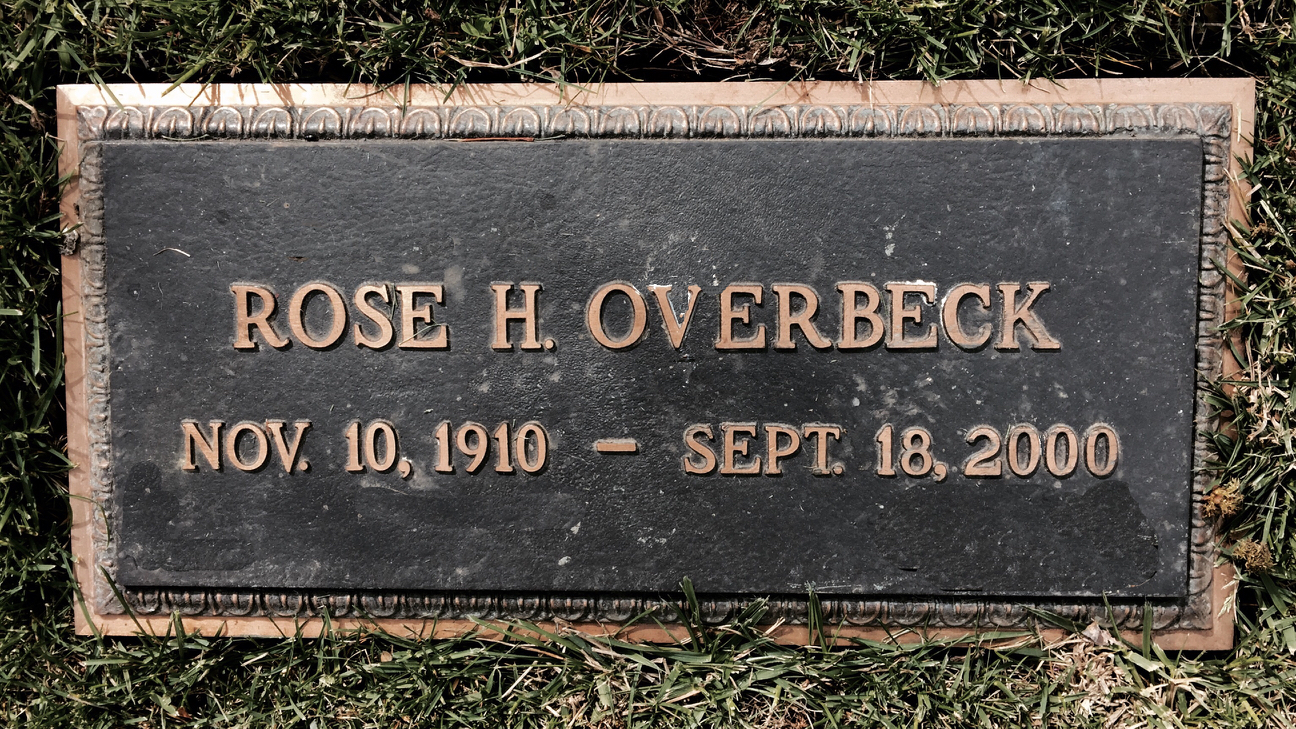 ROSE H. OVERBECK
NOV. 10, 1910 – SEPT. 18, 2000